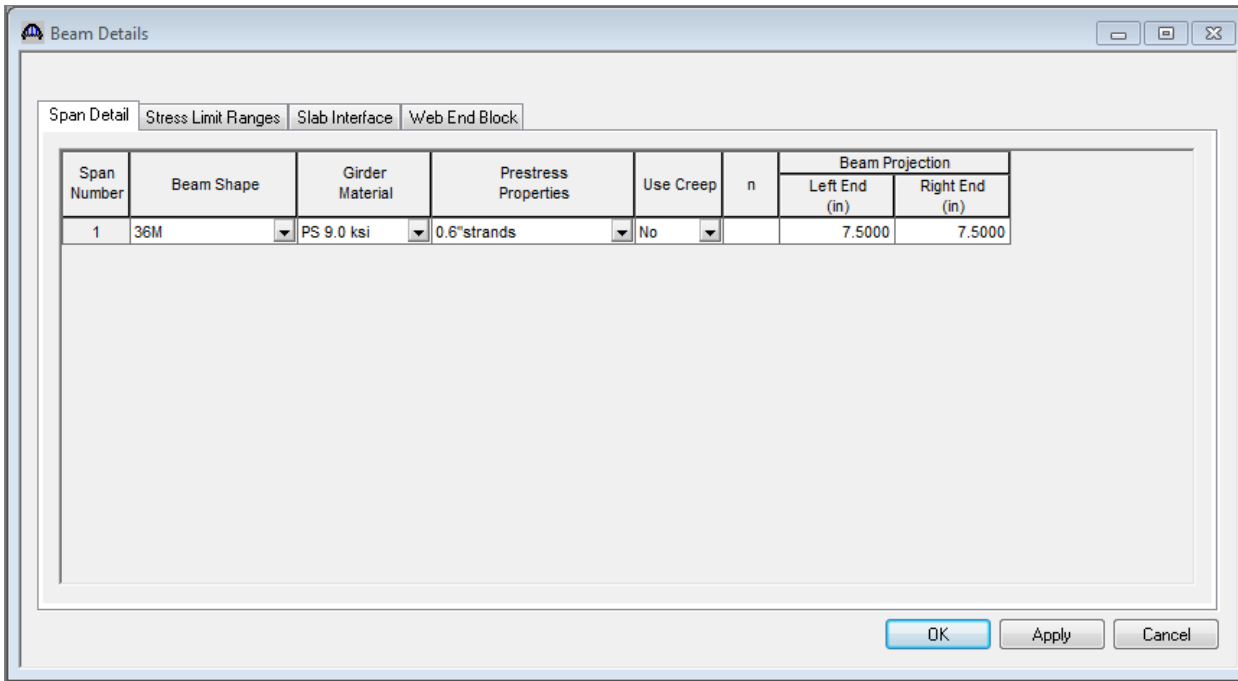 Beam Details
Span Detail Stress Limit Ranges Slab Interface Web End Block
Span Number Beam Shape Girder Material Prestress Properties Use Creep n Beam Projection
Left End (in) Right End (in)
1 36M PS 9.0 ksi 0.6"strands No 7.5000 7.5000
OK Apply Cancel